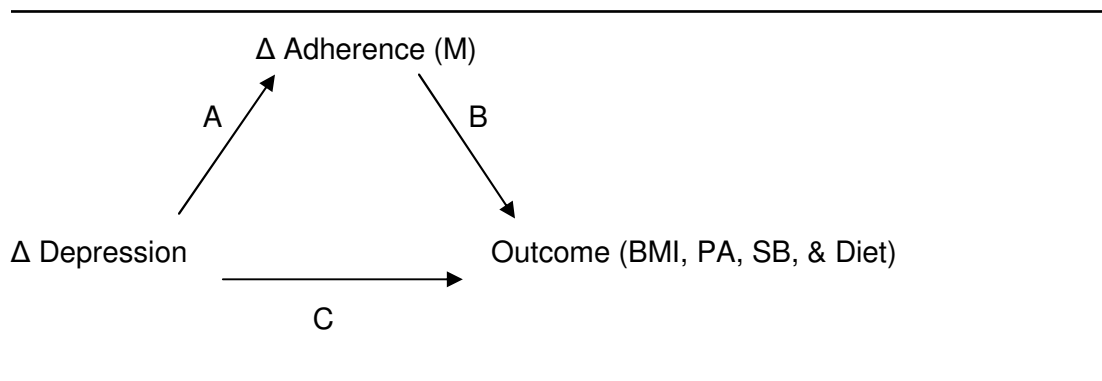 Δ Adherence (M)
A
B
Δ Depression
Outcome (BMI, PA, SB, & Diet)
C